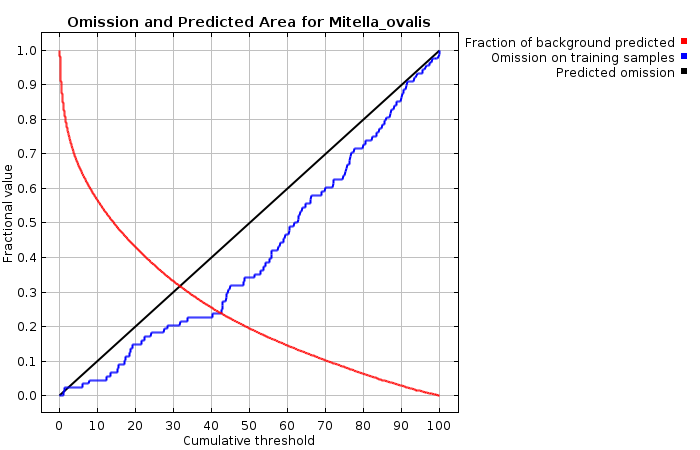 Omission and Predicted Area for Mitella_ovalis
Fraction of background predicted
Omission on training samples
Predicted omission
Fractional value
1.0
0.9
0.8
0.7
0.6
0.5
0.4
0.3
0.2
0.1
0.0
0 10 20 30 40 50 60 70 80 90 100
Cumulative threshold